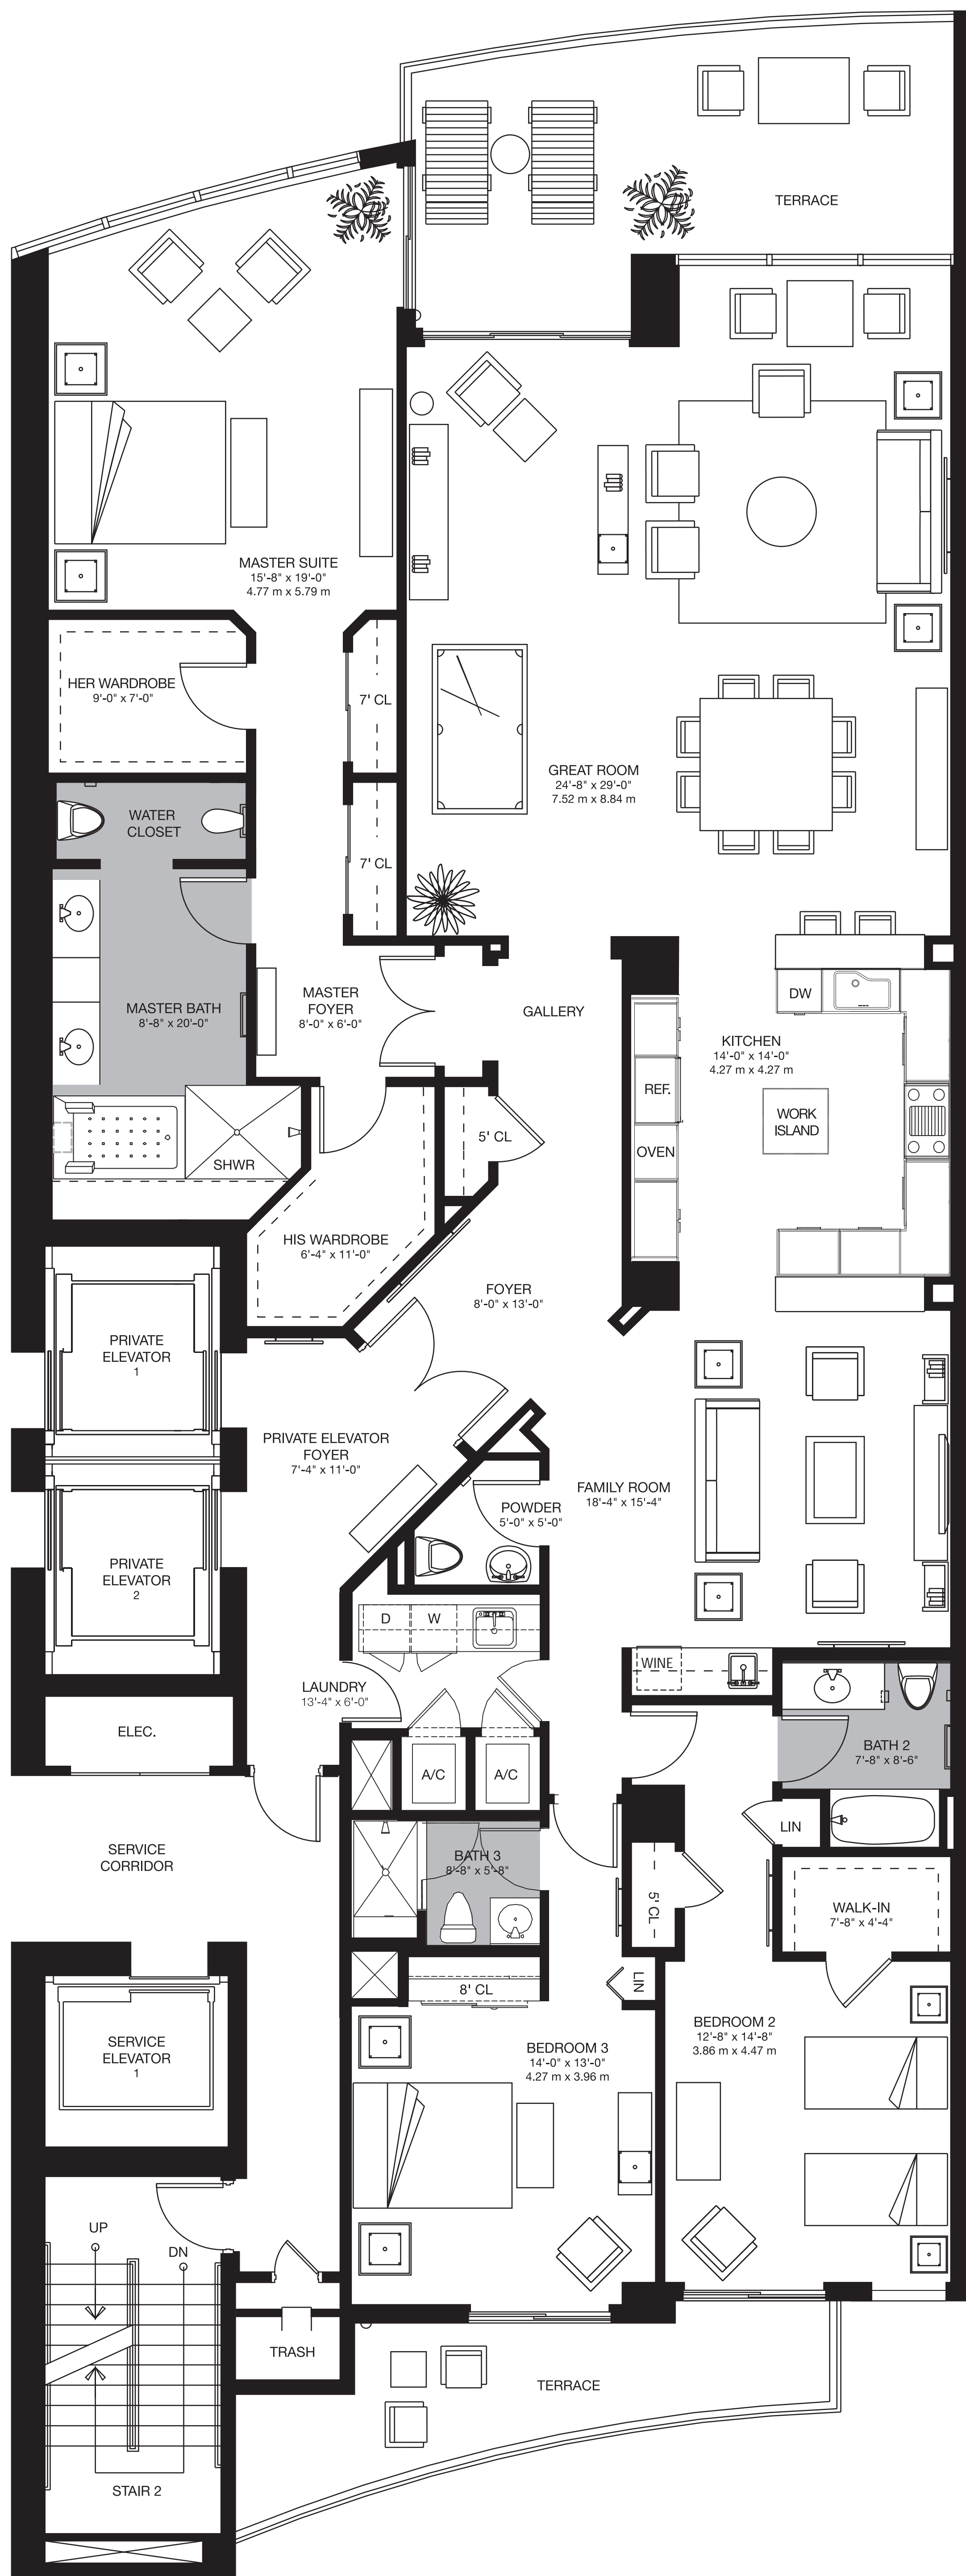 TERRACE
MASTER SUITE
15'-8" x 19'-0"
4.77 m x 5.79 m
HER WARDROBE
9'-0" x 7'-0"
7' CL
GREAT ROOM
24'-8" x 29'-0"
7.52 m x 8.84 m
WATER
CLOSET
7' CL
MASTER BATH
8'-8" x 20'-0"
MASTER
FOYER
8'-0" x 6'-0"
GALLERY
DW
KITCHEN
14'-0" x 14'-0"
4.27 m x 4.27 m
REF.
WORK
ISLAND
OVEN
5' CL
SHWR
HIS WARDROBE
6'-4" x 11'-0"
FOYER
8'-0" x 13'-0"
PRIVATE
ELEVATOR
1
PRIVATE ELEVATOR
FOYER
7'-4" x 11'-0"
FAMILY ROOM
18'-4" x 15'-4"
POWDER
5'-0" x 5'-0"
PRIVATE
ELEVATOR
2
D
W
WINE
LAUNDRY
13'-4" x 6'-0"
ELEC.
BATH 2
7'-8" x 8'-6"
A/C
A/C
LIN
SERVICE
CORRIDOR
BATH 3
8'-8" x 5'-8"
5' CL
WALK-IN
7'-8" x 4'-4"
8' CL
LIN
SERVICE
ELEVATOR
1
BEDROOM 3
14'-0" x 13'-0"
4.27 m x 3.96 m
BEDROOM 2
12'-8" x 14'-8"
3.86 m x 4.47 m
UP
DN
TRASH
TERRACE
STAIR 2